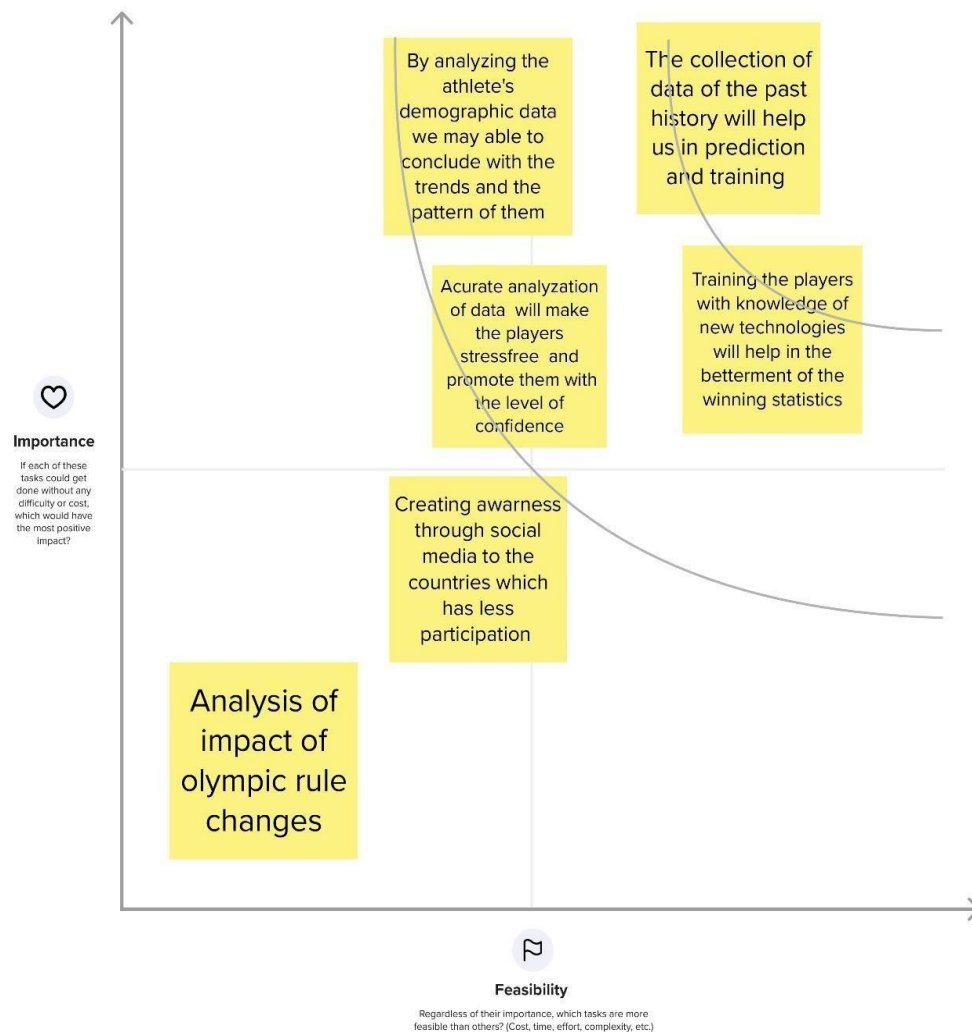 By analyzing the
athlete's
demographic data
we may able to
conclude with the
trends and the
pattern of them
The collection of
data of the past
history will help
us in prediction
and training
Acurate analyzation
of data will make
the players
stressfree and
promote them with
the level of
confidence
Training the players
with knowledge of
new technologies
will help in the
betterment of the
winning statistics
Importance
If each of these
tasks could get
done without any
difficulty or cost,
which would have
the most positive
impact?
Creating awarness
through social
media to the
countries which
has less
participation
Analysis of
impact of
olympic rule
changes
Feasibility
Regardless of their importance, which tasks are more
feasible than others? (Cost, time, effort, complexity, etc.)